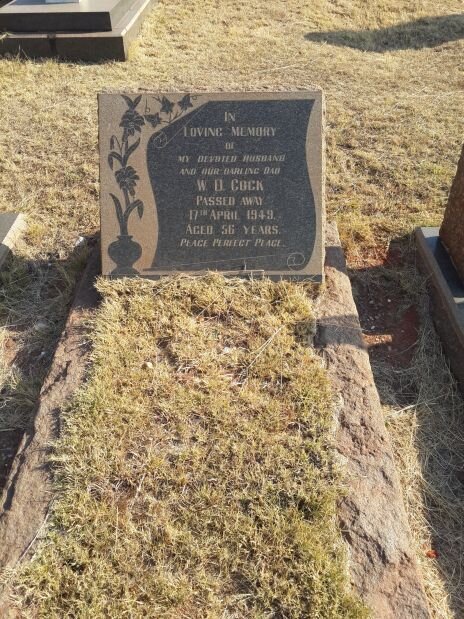 IN
LOVING MEMORY
OF
MY DEVOTED HUSBAND
AND OUR DARLING DAD
W. D. COCK
PASSED AWAY
17TH APRIL 1949.
AGED 56 YEARS.
PEACE PERFECT PEACE.